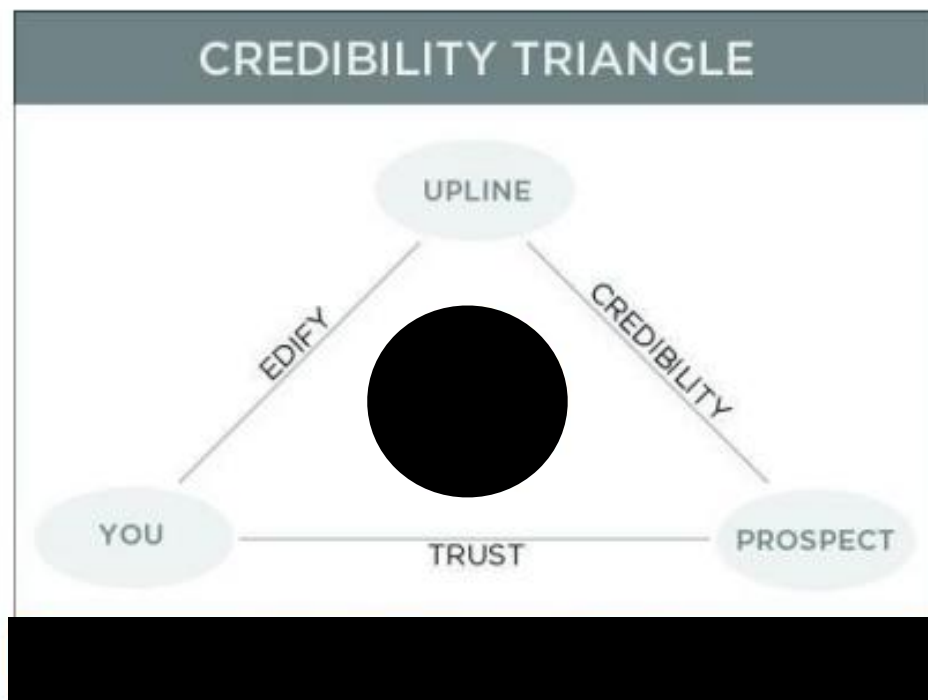 CREDIBILITY TRIANGLE
UPLINE
EDIFY
CREDIBILITY
YOU
TRUST
PROSPECT